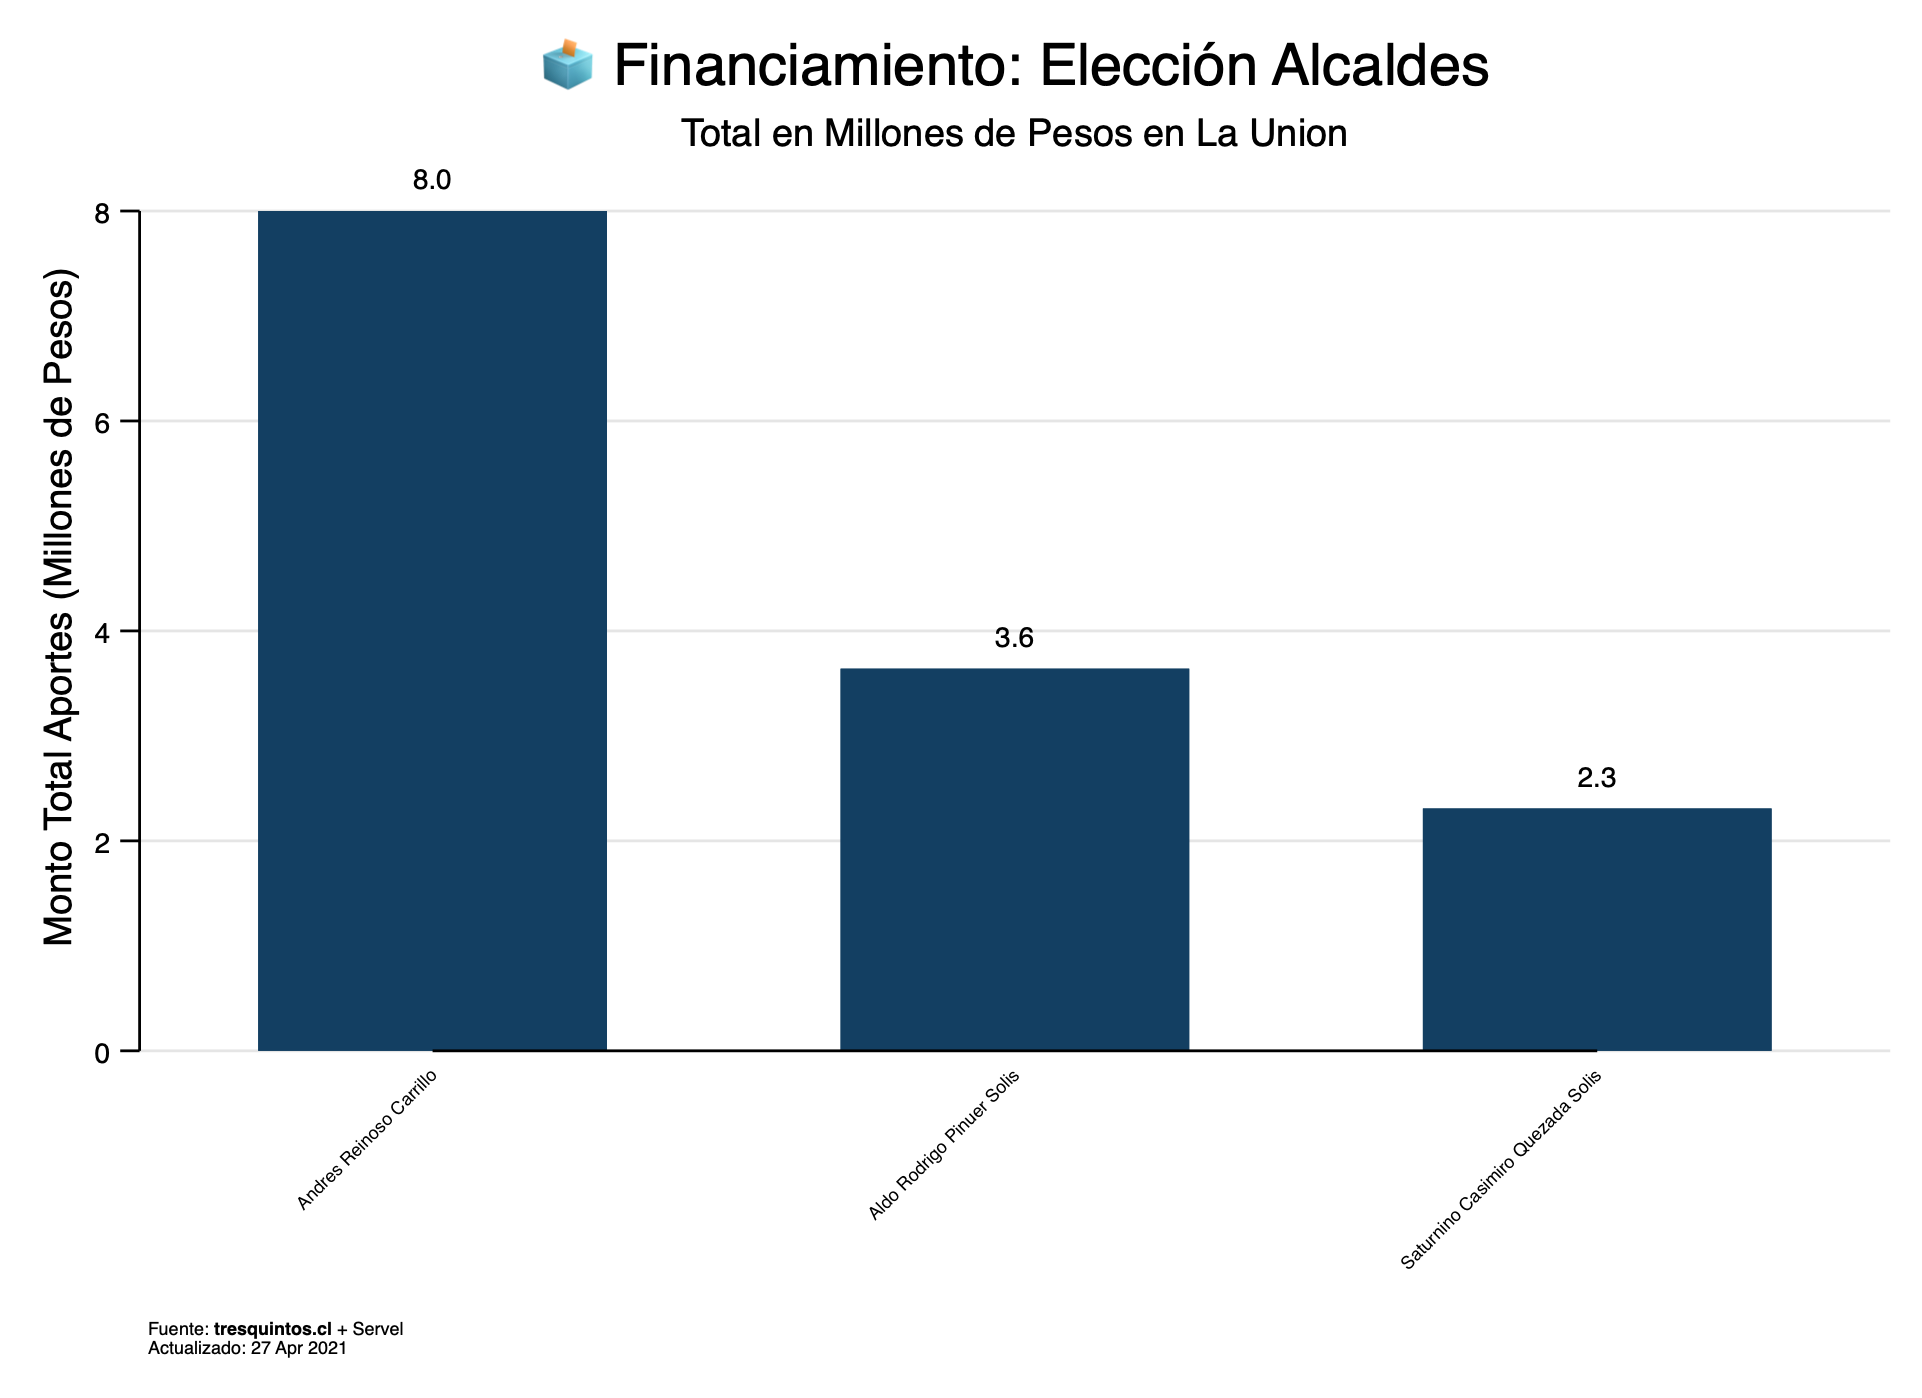 Financiamiento: Elección Alcaldes
Total en Millones de Pesos en La Union
Monto Total Aportes (Millones de Pesos)
8
6
4
2
0
8.0
3.6
2.3
Andres Reinoso Carrillo
Aldo Rodrigo Pinuer Solis
Saturnino Casimiro Quezada Solis
Fuente: tresquintos.cl + Servel
Actualizado: 27 Apr 2021